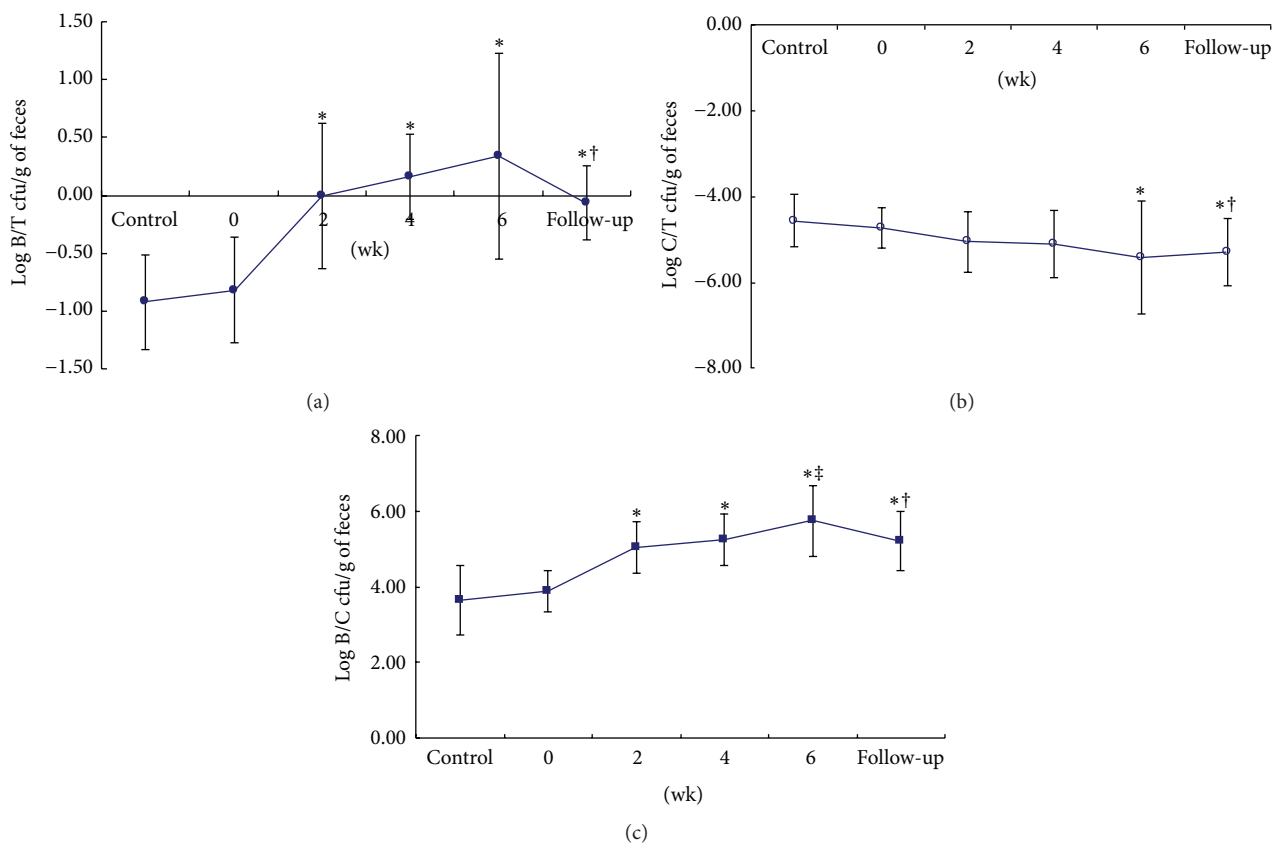 1.50
1.00
0.50
0.00
−0.50
−1.00
−1.50
Log B/T cfu/g of feces
Control 0 2 4 6 Follow-up
(wk)
* * * *†
(a)
0.00
−2.00
−4.00
−6.00
−8.00
Log C/T cfu/g of feces
Control 0 2 4 6 Follow-up
(wk)
* *†
(b)
8.00
6.00
4.00
2.00
0.00
Log B/C cfu/g of feces
* * *‡ *†
Control 0 2 4 6 Follow-up
(wk)
(c)